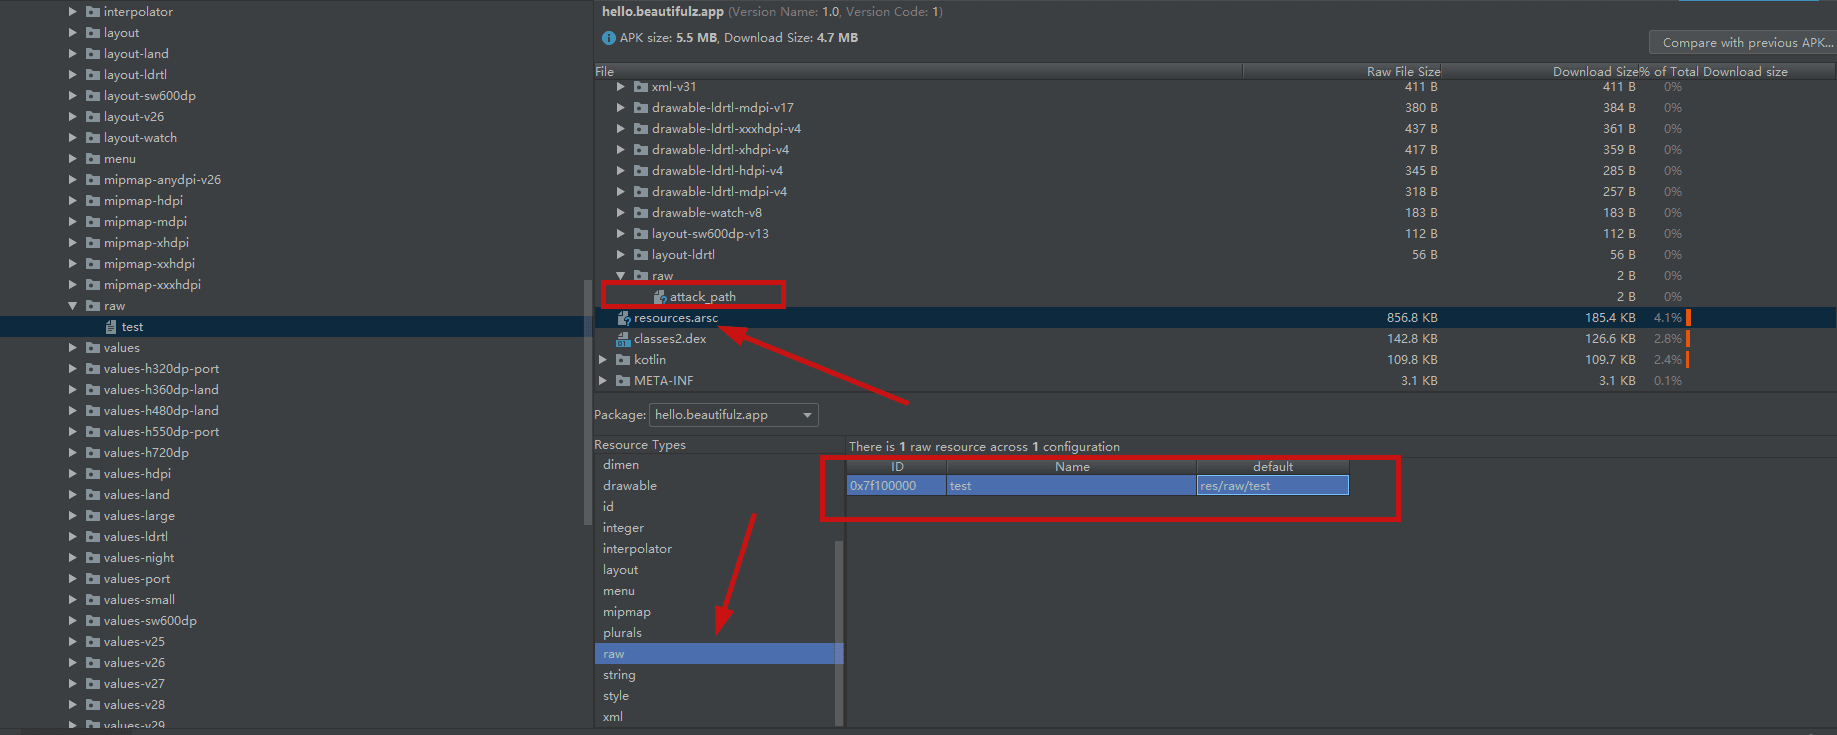 interpolator
layout
layout-land
layout-ldrtl
layout-sw600dp
layout-v26
layout-watch
menu
mipmap-anydpi-v26
mipmap-hdpi
mipmap-mdpi
mipmap-xhdpi
mipmap-xxhdpi
mipmap-xxxhdpi
raw
test
values
values-h320dp-port
values-h360dp-land
values-h480dp-land
values-h550dp-port
values-h720dp
values-hdpi
values-land
values-large
values-ldrtl
values-night
values-port
values-small
values-sw600dp
values-v25
values-v26
values-v27
values-v28
values-v29
hello.beautifulz.app (Version Name: 1.0, Version Code: 1)
APK size: 5.5 MB, Download Size: 4.7 MB
Compare with previous APK...
File Raw File Size Download Size % of Total Download size
xml-v31 411 B 411 B 0%
drawable-ldrtl-mdpi-v17 380 B 384 B 0%
drawable-ldrtl-xxxhdpi-v4 437 B 361 B 0%
drawable-ldrtl-xhdpi-v4 417 B 359 B 0%
drawable-ldrtl-hdpi-v4 345 B 285 B 0%
drawable-ldrtl-mdpi-v4 318 B 257 B 0%
drawable-watch-v8 183 B 183 B 0%
layout-sw600dp-v13 112 B 112 B 0%
layout-ldrtl 56 B 56 B 0%
raw 2 B 0%
attack_path 2 B 0%
resources.arsc 856.8 KB 185.4 KB 4.1%
classes2.dex 142.8 KB 126.6 KB 2.8%
kotlin 109.8 KB 109.7 KB 2.4%
META-INF 3.1 KB 3.1 KB 0.1%
Package: hello.beautifulz.app
Resource Types
dimen
drawable
id
integer
interpolator
layout
menu
mipmap
plurals
raw
string
style
xml
There is 1 raw resource across 1 configuration
ID Name default
0x7f100000 test res/raw/test